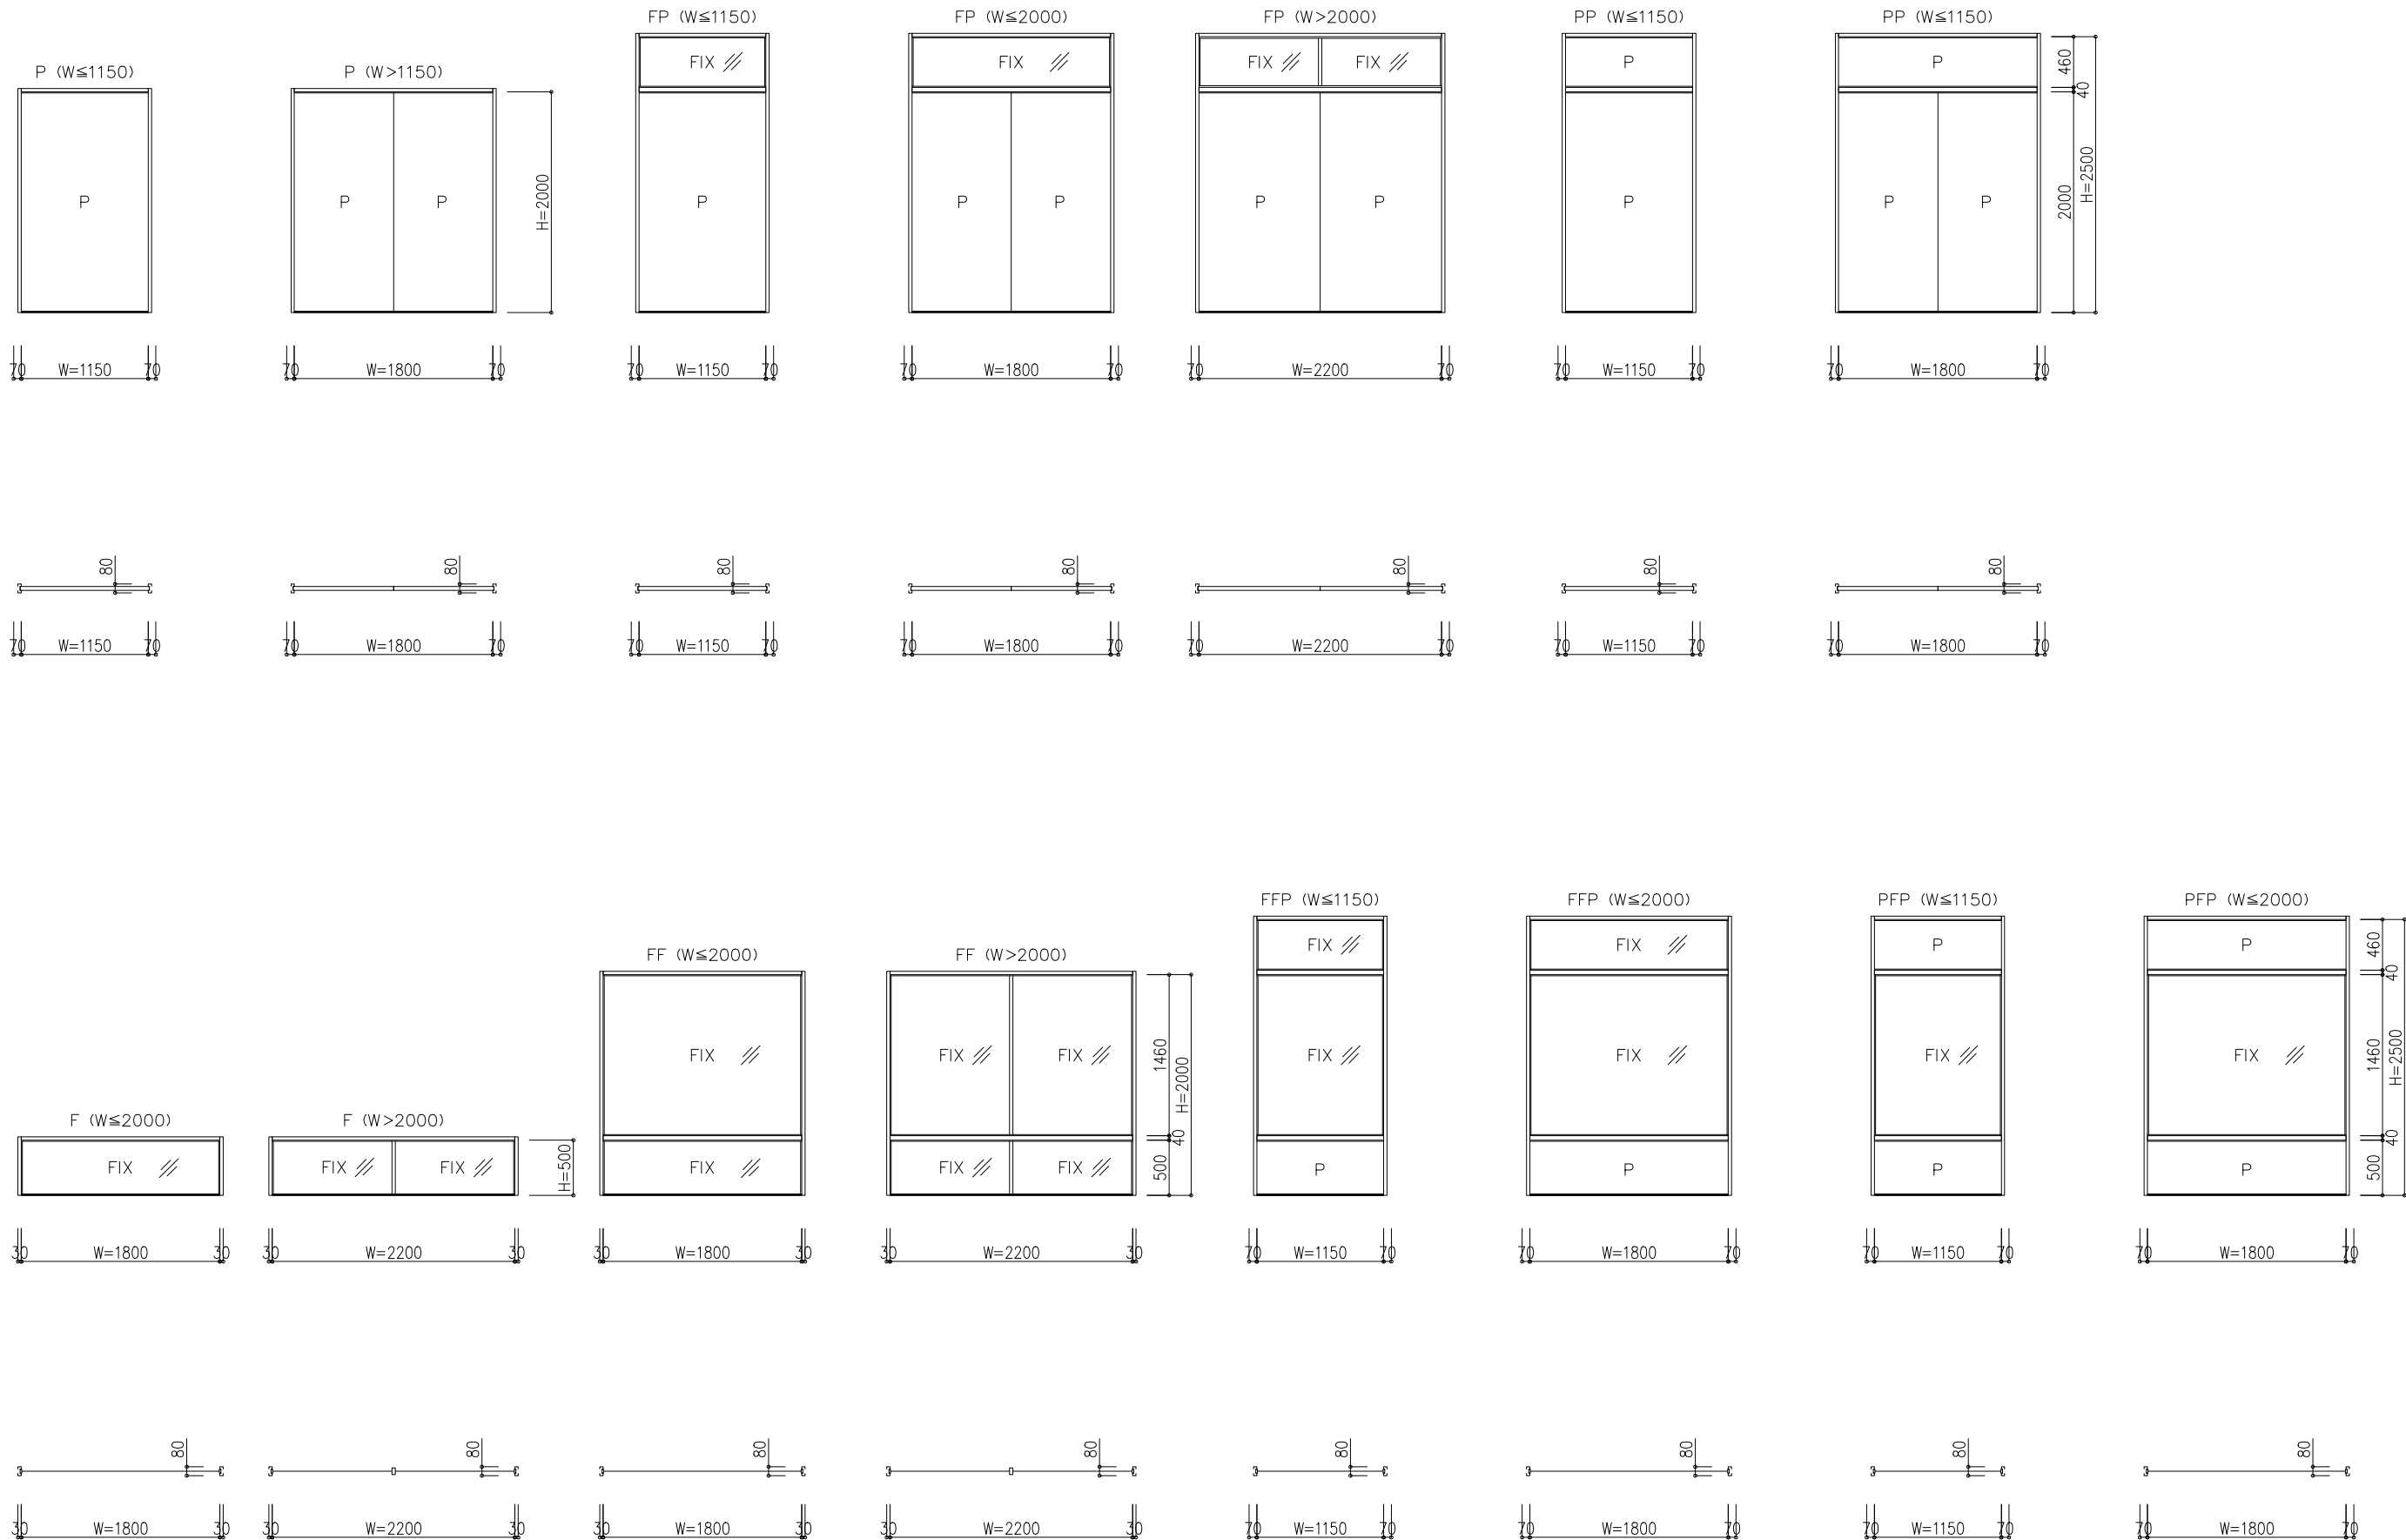 FP (W≦1150)
FP (W≦2000)
FP (W>2000)
PP (W≦1150)
PP (W≦1150)
P (W≦1150)
P (W>1150)
FIX
FIX
FIX
FIX
P
P
460
40
P
P
P
H=2000
P
P
P
P
P
P
P
P
2000
H=2500
70
W=1150
70
70
W=1800
70
70
W=1150
70
70
W=1800
70
70
W=2200
70
70
W=1150
70
70
W=1800
70
80
80
80
80
80
80
80
70
W=1150
70
70
W=1800
70
70
W=1150
70
70
W=1800
70
70
W=2200
70
70
W=1150
70
70
W=1800
70
FFP (W≦1150)
FFP (W≦2000)
PFP (W≦1150)
PFP (W≦2000)
FF (W≦2000)
FF (W>2000)
FIX
FIX
P
P
460
40
FIX
FIX
FIX
1460
H=2000
FIX
FIX
FIX
FIX
1460
H=2500
F (W≦2000)
F (W>2000)
40
40
FIX
FIX
FIX
H=500
FIX
FIX
FIX
500
P
P
P
P
500
30
W=1800
30
30
W=2200
30
30
W=1800
30
30
W=2200
30
70
W=1150
70
70
W=1800
70
70
W=1150
70
70
W=1800
70
80
80
80
80
80
80
80
80
30
W=1800
30
30
W=2200
30
30
W=1800
30
30
W=2200
30
70
W=1150
70
70
W=1800
70
70
W=1150
70
70
W=1800
70